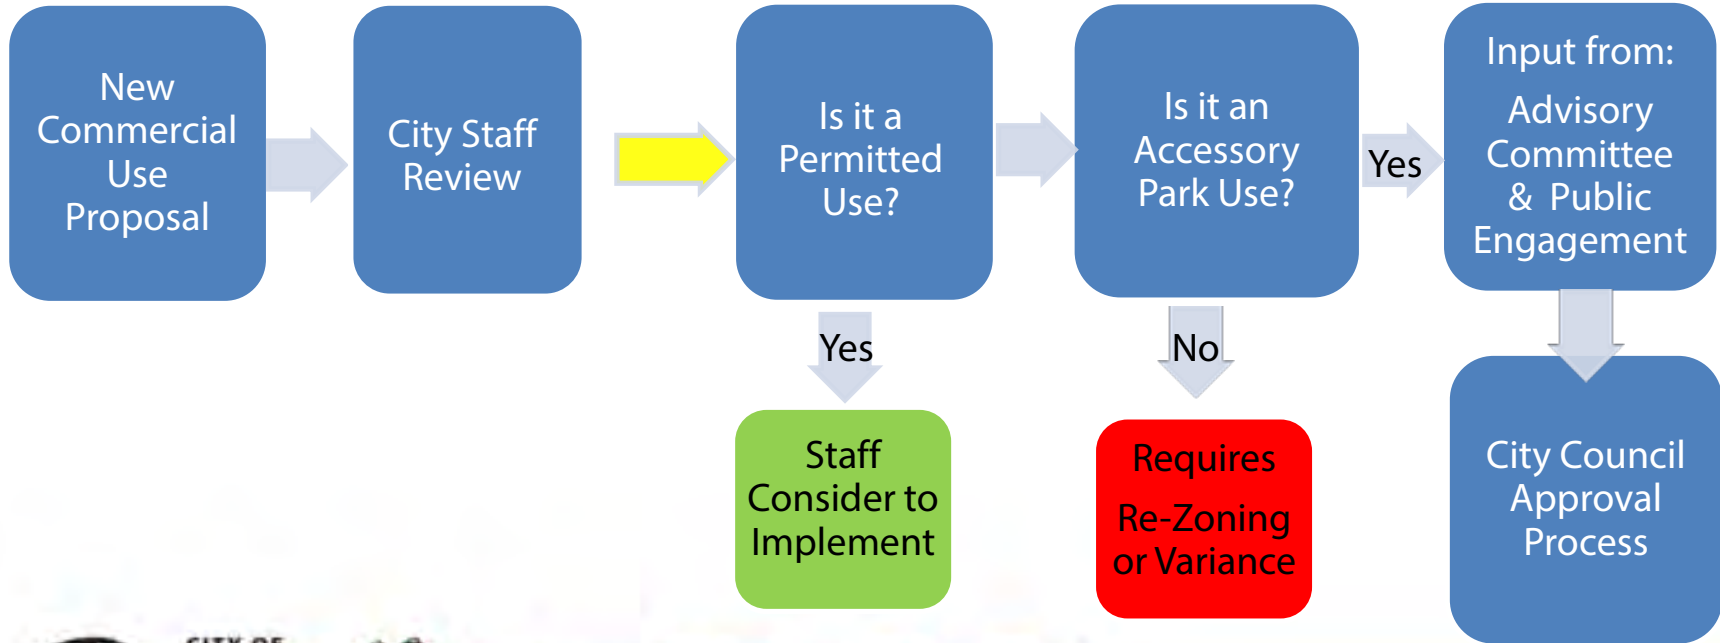 New
Commercial
Use
Proposal
City Staff
Review
Is it a
Permitted
Use?
Is it an
Accessory
Park Use?
Yes
Input from:
Advisory
Committee
& Public
Engagement
Yes
No
Staff
Consider to
Implement
Requires
Re-Zoning
or Variance
City Council
Approval
Process
CITY OF